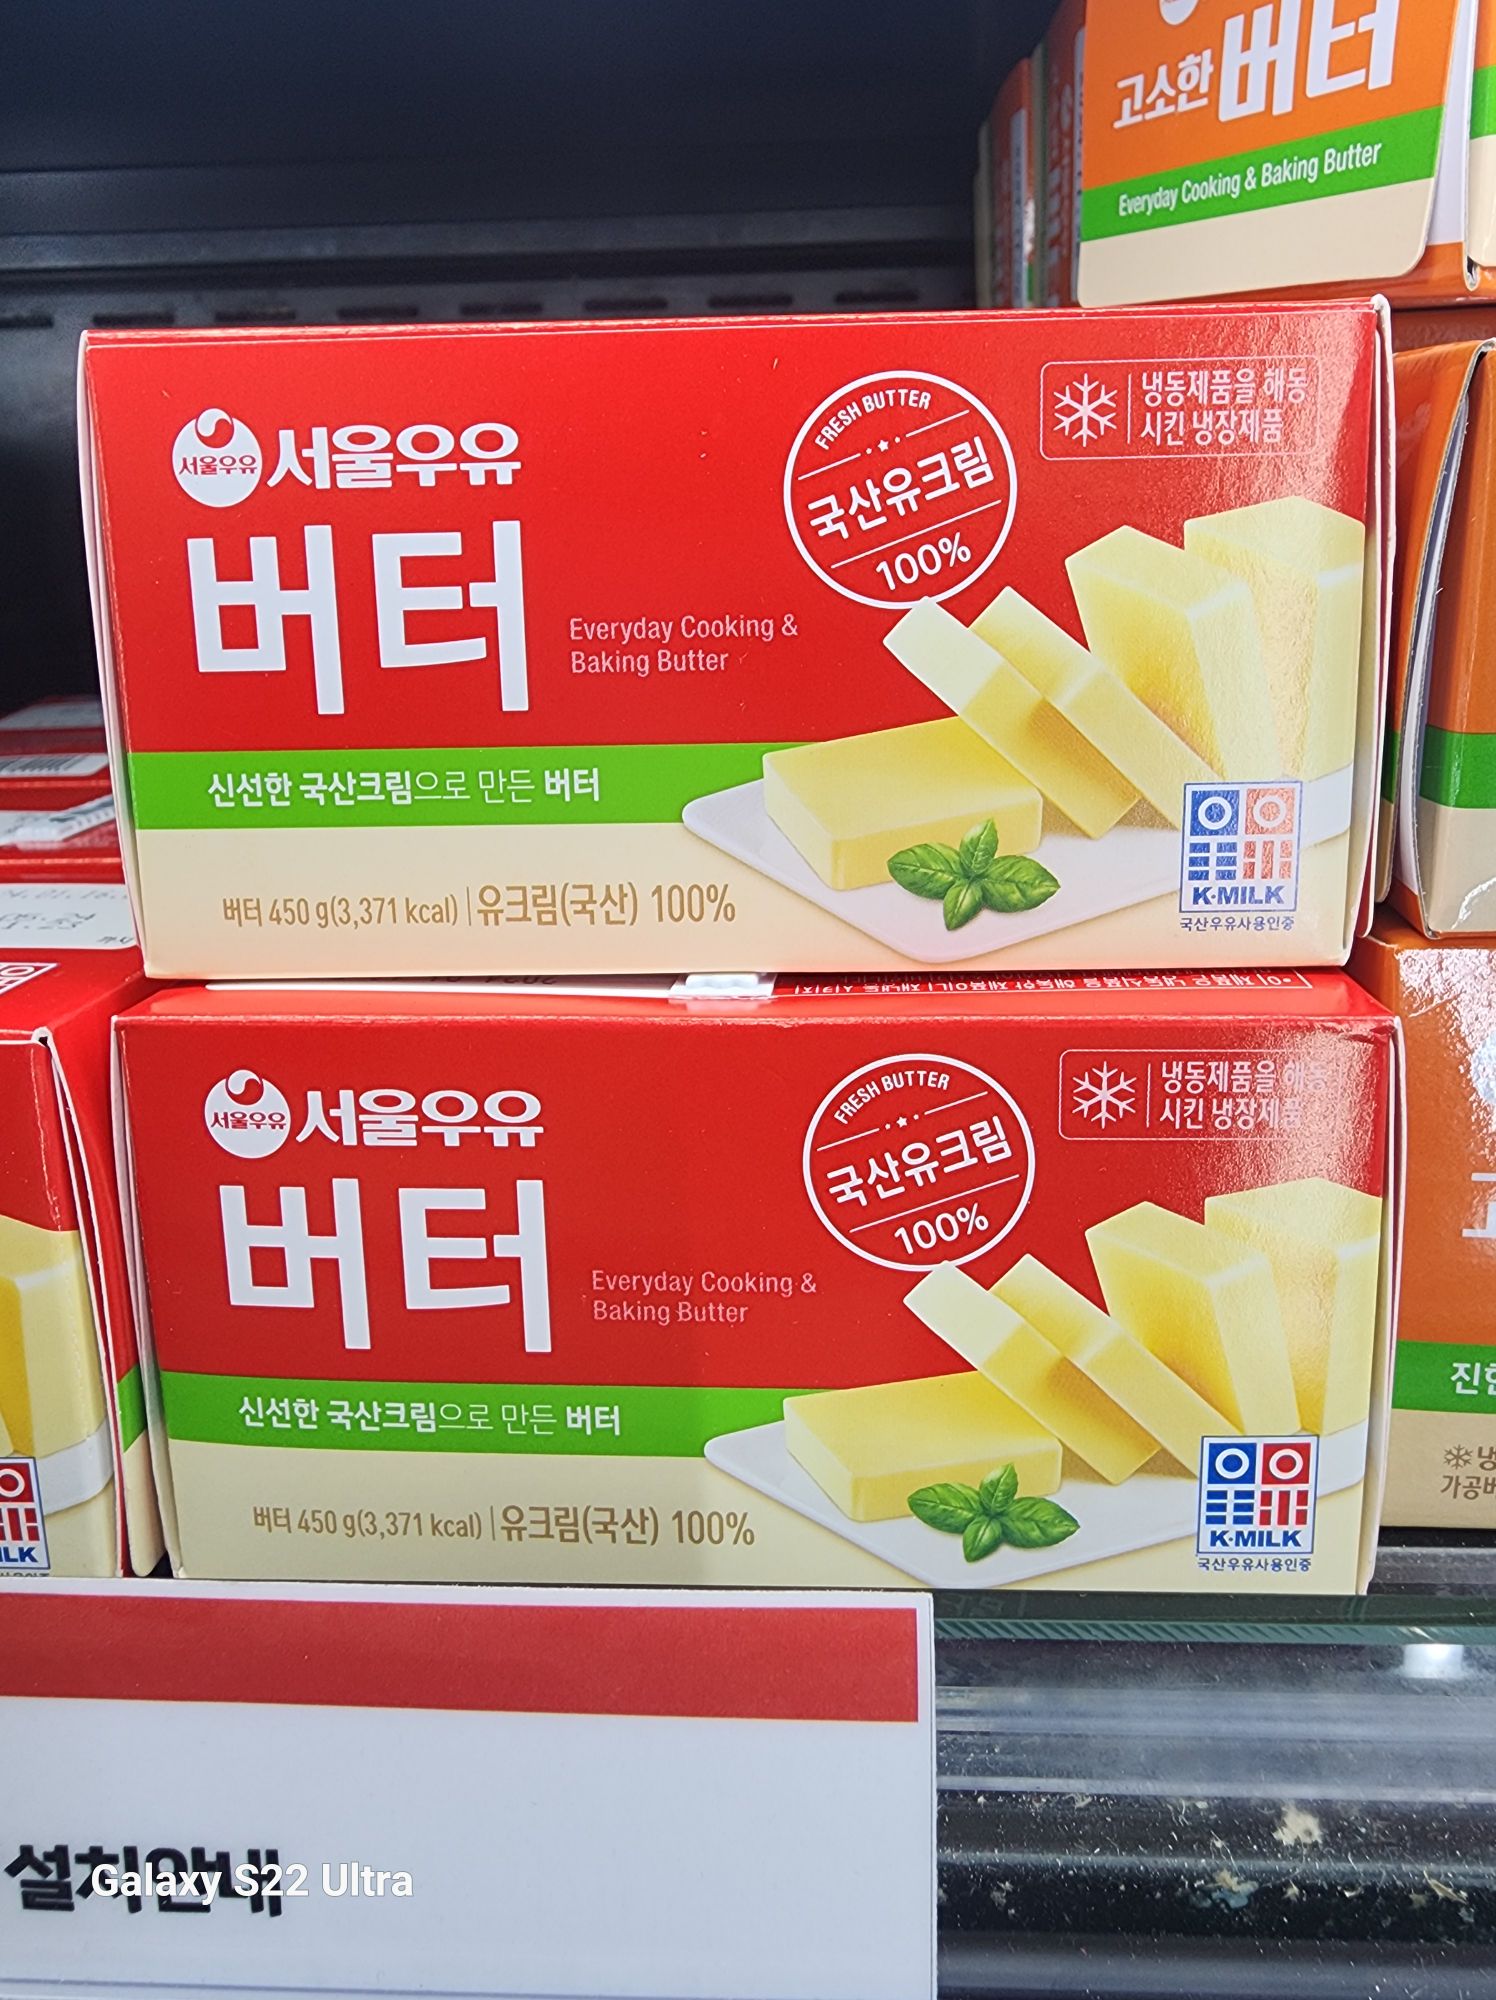 고소한 버터
Everyday Cooking & Baking Butter
서울우유 서울우유
버터
Everyday Cooking &
Baking Butter
FRESH BUTTER
국산유크림
100%
냉동제품을 해동
시킨 냉장제품
신선한 국산크림으로 만든 버터
버터 450 g(3,371 kcal) | 유크림(국산) 100%
K·MILK
국산우유사용인증
서울우유 서울우유
버터
Everyday Cooking &
Baking Butter
FRESH BUTTER
국산유크림
100%
냉동제품을 해동
시킨 냉장제품
신선한 국산크림으로 만든 버터
버터 450 g(3,371 kcal) | 유크림(국산) 100%
K·MILK
국산우유사용인증
설치안내
Galaxy S22 Ultra